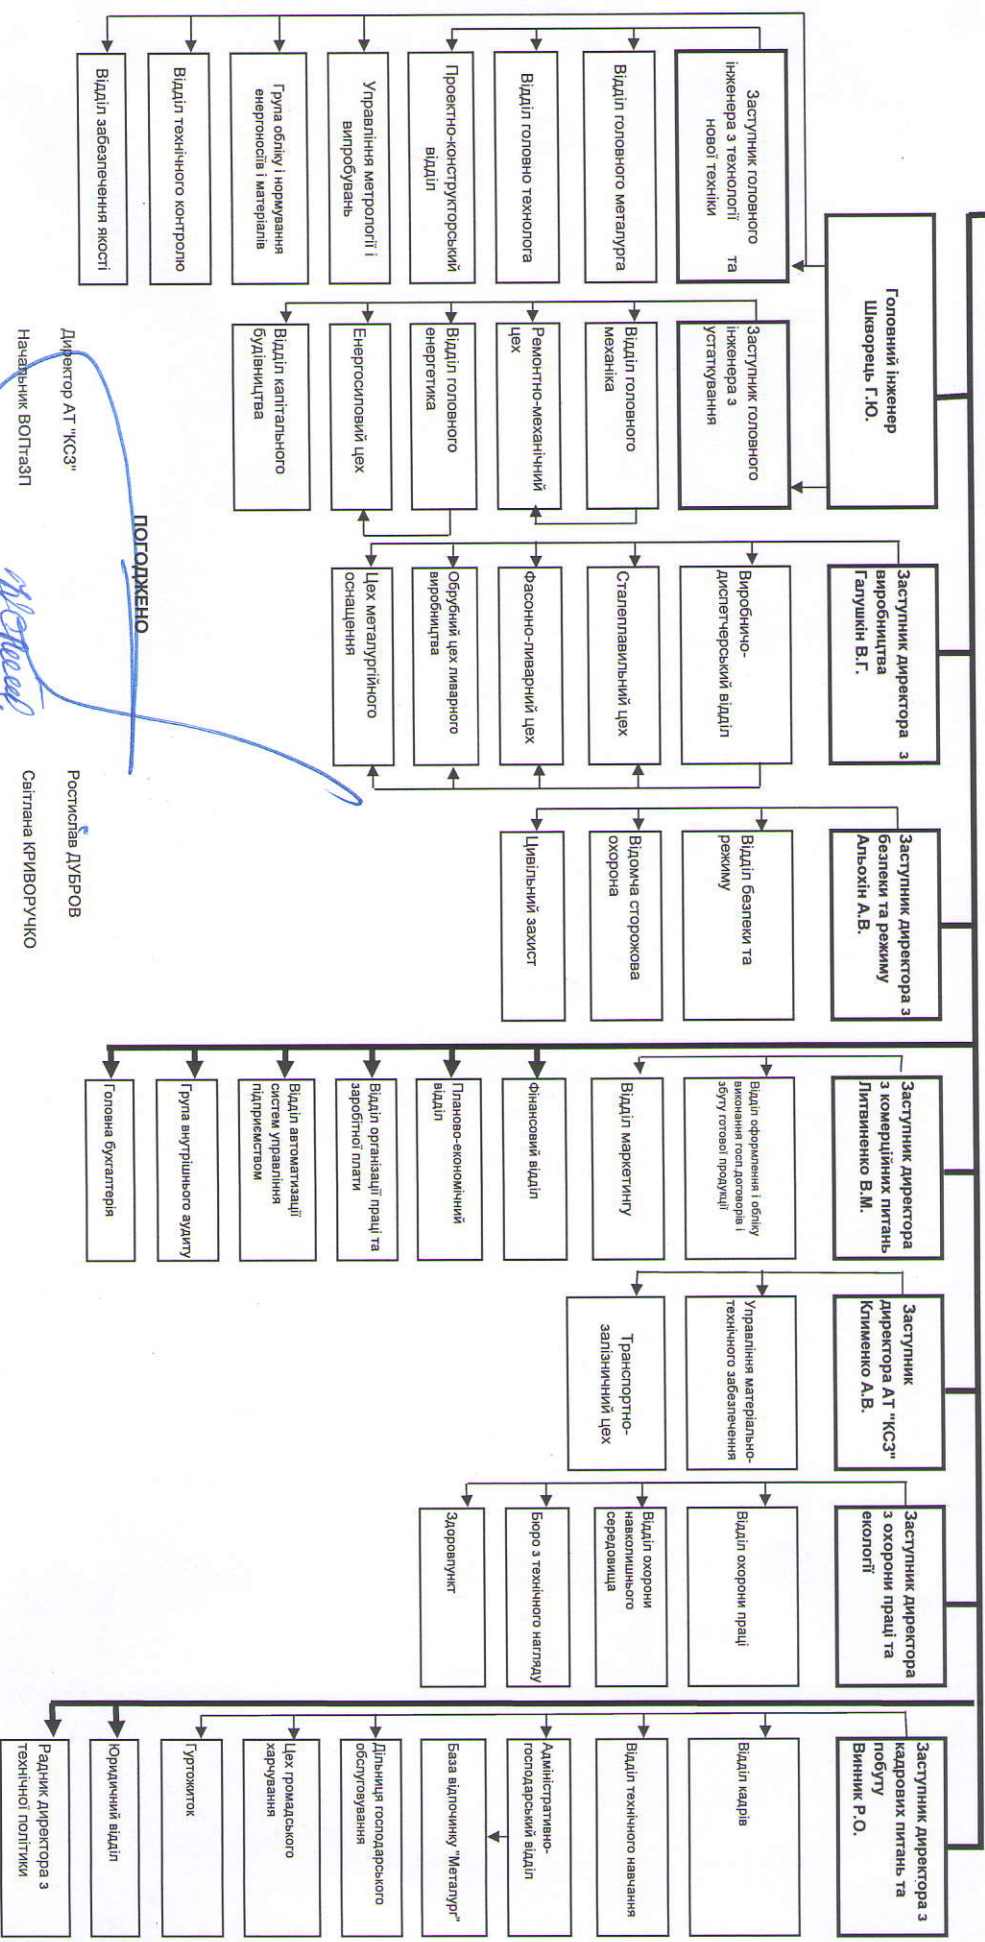 Головний інженер
Шкворець Г.Ю.
Заступник головного
інженера з технології та
нової техніки
Відділ головного металурга
Відділ головно технолога
Проектно-конструкторський
відділ
Управління метрології і
випробувань
Група обліку і нормування
енергоносіїв і матеріалів
Відділ технічного контролю
Відділ забезпечення якості
Заступник головного
інженера з
устаткування
Відділ головного
механіка
Ремонтно-механічний
цех
Відділ головного
енергетика
Енергосиловий цех
Відділ капітального
будівництва
Заступник директора з
виробництва
Галушкін В.Г.
Виробничо-
диспетчерський відділ
Сталеплавильний цех
Фасонно-ливарний цех
Обрубний цех ливарного
виробництва
Цех металургійного
оснащення
Заступник директора з
безпеки та режиму
Альохін А.В.
Відділ безпеки та
режиму
Відомча сторожова
охорона
Цивільний захист
Заступник директора
з комерційних питань
Литвиненко В.М.
Відділ оформлення і обліку
виконання госп.договорів і
збуту готової продукції
Відділ маркетингу
Фінансовий відділ
Планово-економічний
відділ
Відділ організації праці та
заробітної плати
Відділ автоматизації
систем управління
підприємством
Група внутрішнього аудиту
Головна бухгалтерія
Заступник
директора АТ "КСЗ"
Клименко А.В.
Управління матеріально-
технічного забезпечення
Транспортно-
залізничний цех
Заступник директора
з охорони праці та
екології
Відділ охорони праці
Відділ охорони
навколишнього
середовища
Бюро з технічного нагляду
Здоровпункт
Заступник директора з
кадрових питань та
побуту
Винник Р.О.
Відділ кадрів
Відділ технічного навчання
Адміністративно-
господарський відділ
База відпочинку "Металург"
Дільниця господарського
обслуговування
Цех громадського
харчування
Гуртожиток
Юридичний відділ
Радник директора з
технічної політики
ПОГОДЖЕНО
Директор АТ "КСЗ" Ростислав ДУБРОВ
Начальник ВОПтаЗП Світлана КРИВОРУЧКО